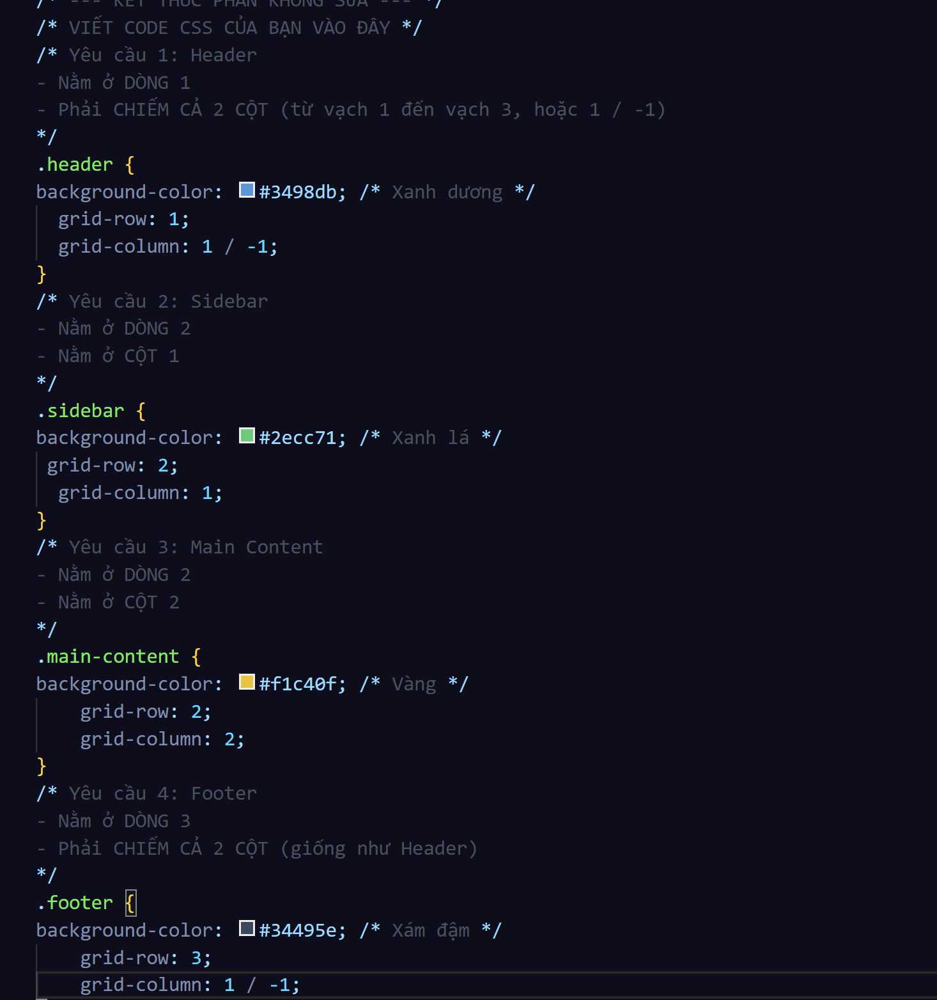 /* --- KẾT THÚC PHẦN KHÔNG SỬA --- */
/* VIẾT CODE CSS CỦA BẠN VÀO ĐÂY */
/* Yêu cầu 1: Header
- Nằm ở DÒNG 1
- Phải CHIẾM CẢ 2 CỘT (từ vạch 1 đến vạch 3, hoặc 1 / -1)
*/
.header {
background-color: #3498db; /* Xanh dương */
  grid-row: 1;
  grid-column: 1 / -1;
}
/* Yêu cầu 2: Sidebar
- Nằm ở DÒNG 2
- Nằm ở CỘT 1
*/
.sidebar {
background-color: #2ecc71; /* Xanh lá */
 grid-row: 2;
  grid-column: 1;
}
/* Yêu cầu 3: Main Content
- Nằm ở DÒNG 2
- Nằm ở CỘT 2
*/
.main-content {
background-color: #f1c40f; /* Vàng */
    grid-row: 2;
    grid-column: 2;
}
/* Yêu cầu 4: Footer
- Nằm ở DÒNG 3
- Phải CHIẾM CẢ 2 CỘT (giống như Header)
*/
.footer {
background-color: #34495e; /* Xám đậm */
    grid-row: 3;
    grid-column: 1 / -1;